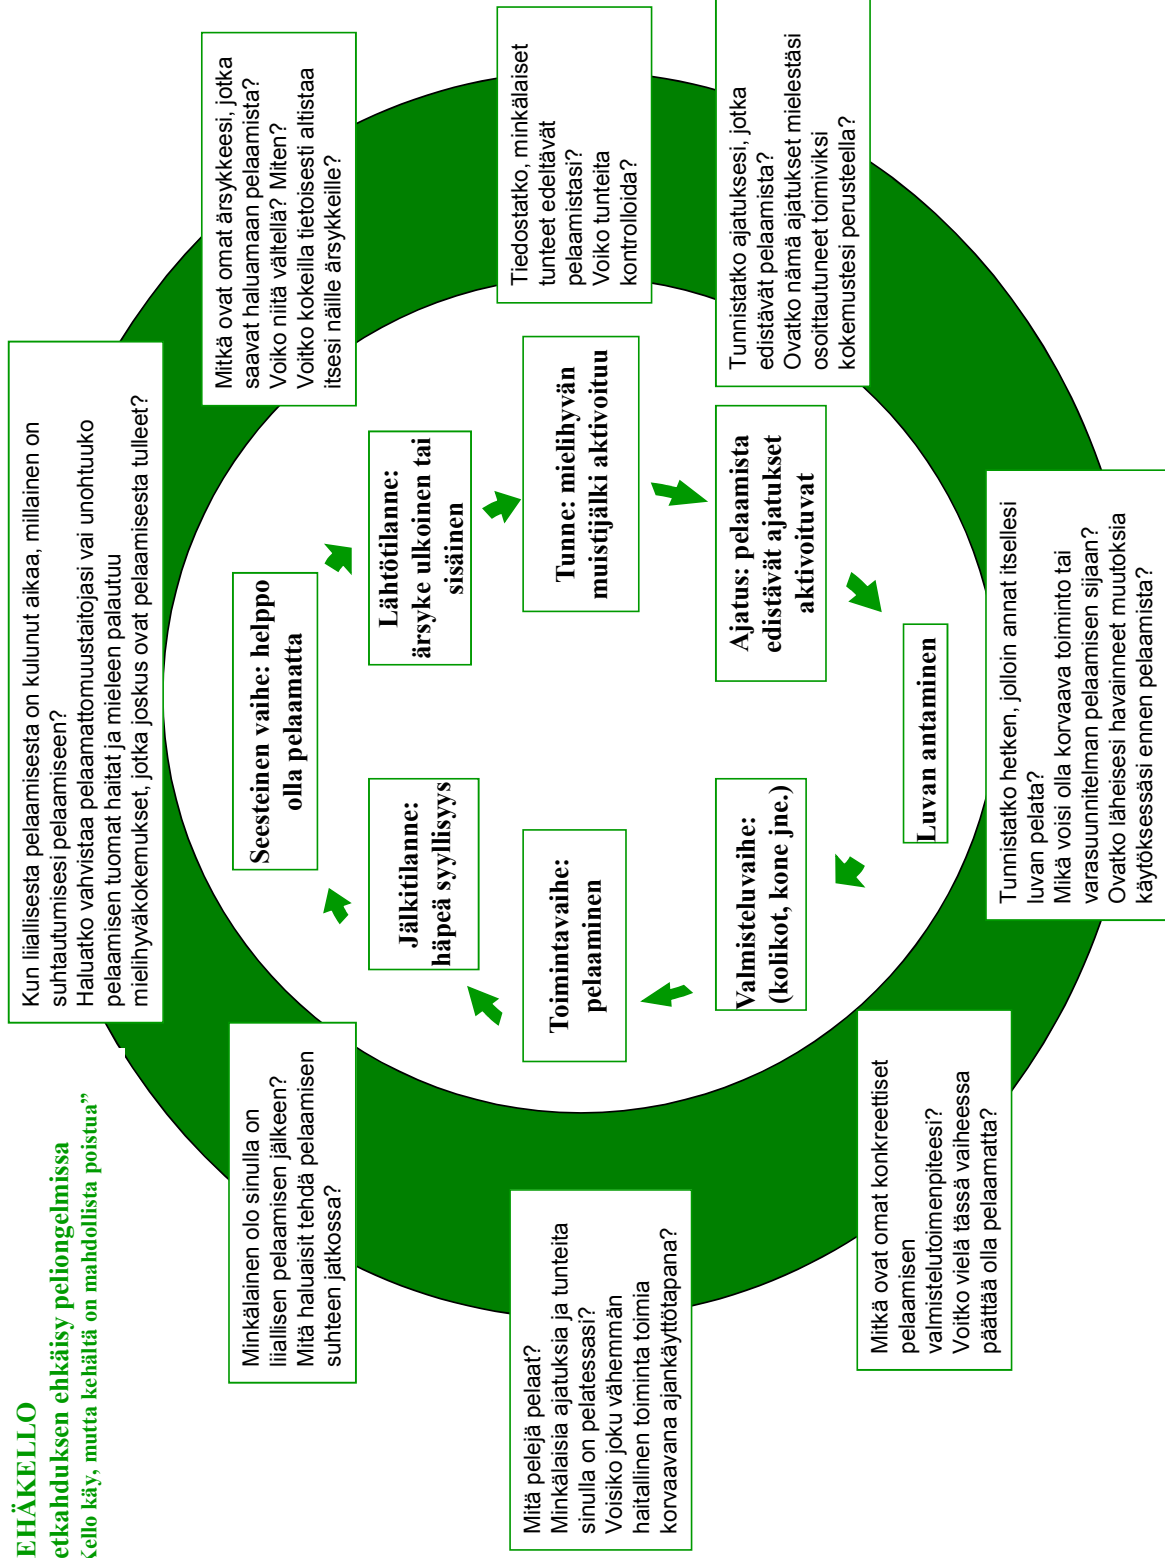 EHÄKELLO
etkahduksen ehkäisy peliongelmissa
Kello käy, mutta kehältä on mahdollista poistua”
Kun liiallisesta pelaamisesta on kulunut aikaa, millainen on
suhtautumisesi pelaamiseen?
Haluatko vahvistaa pelaamattomuustaitojasi vai unohtuuko
pelaamisen tuomat haitat ja mieleen palautuu
mielihyväkokemukset, jotka joskus ovat pelaamisesta tulleet?
Mitkä ovat omat ärsykkeesi, jotka
saavat haluamaan pelaamista?
Voiko niitä vältellä? Miten?
Voitko kokeilla tietoisesti altistaa
itsesi näille ärsykkeille?
Tiedostatko, minkälaiset
tunteet edeltävät
pelaamistasi?
Voiko tunteita
kontrolloida?
Tunnistatko ajatuksesi, jotka
edistävät pelaamista?
Ovatko nämä ajatukset mielestäsi
osoittautuneet toimiviksi
kokemustesi perusteella?
Tunnistatko hetken, jolloin annat itsellesi
luvan pelata?
Mikä voisi olla korvaava toiminto tai
varasuunnitelman pelaamisen sijaan?
Ovatko läheisesi havainneet muutoksia
käytöksessäsi ennen pelaamista?
Mitkä ovat omat konkreettiset
pelaamisen
valmistelutoimenpiteesi?
Voitko vielä tässä vaiheessa
päättää olla pelaamatta?
Mitä pelejä pelaat?
Minkälaisia ajatuksia ja tunteita
sinulla on pelatessasi?
Voisiko joku vähemmän
haitallinen toiminta toimia
korvaavana ajankäyttötapana?
Minkälainen olo sinulla on
liiallisen pelaamisen jälkeen?
Mitä haluaisit tehdä pelaamisen
suhteen jatkossa?
Seesteinen vaihe: helppo
olla pelaamatta
Lähtötilanne:
ärsyke ulkoinen tai
sisäinen
Tunne: mielihyvän
muistijälki aktivoituu
Ajatus: pelaamista
edistävät ajatukset
aktivoituvat
Luvan antaminen
Valmisteluvaihe:
(kolikot, kone jne.)
Toimintavaihe:
pelaaminen
Jälkitilanne:
häpeä syyllisyys